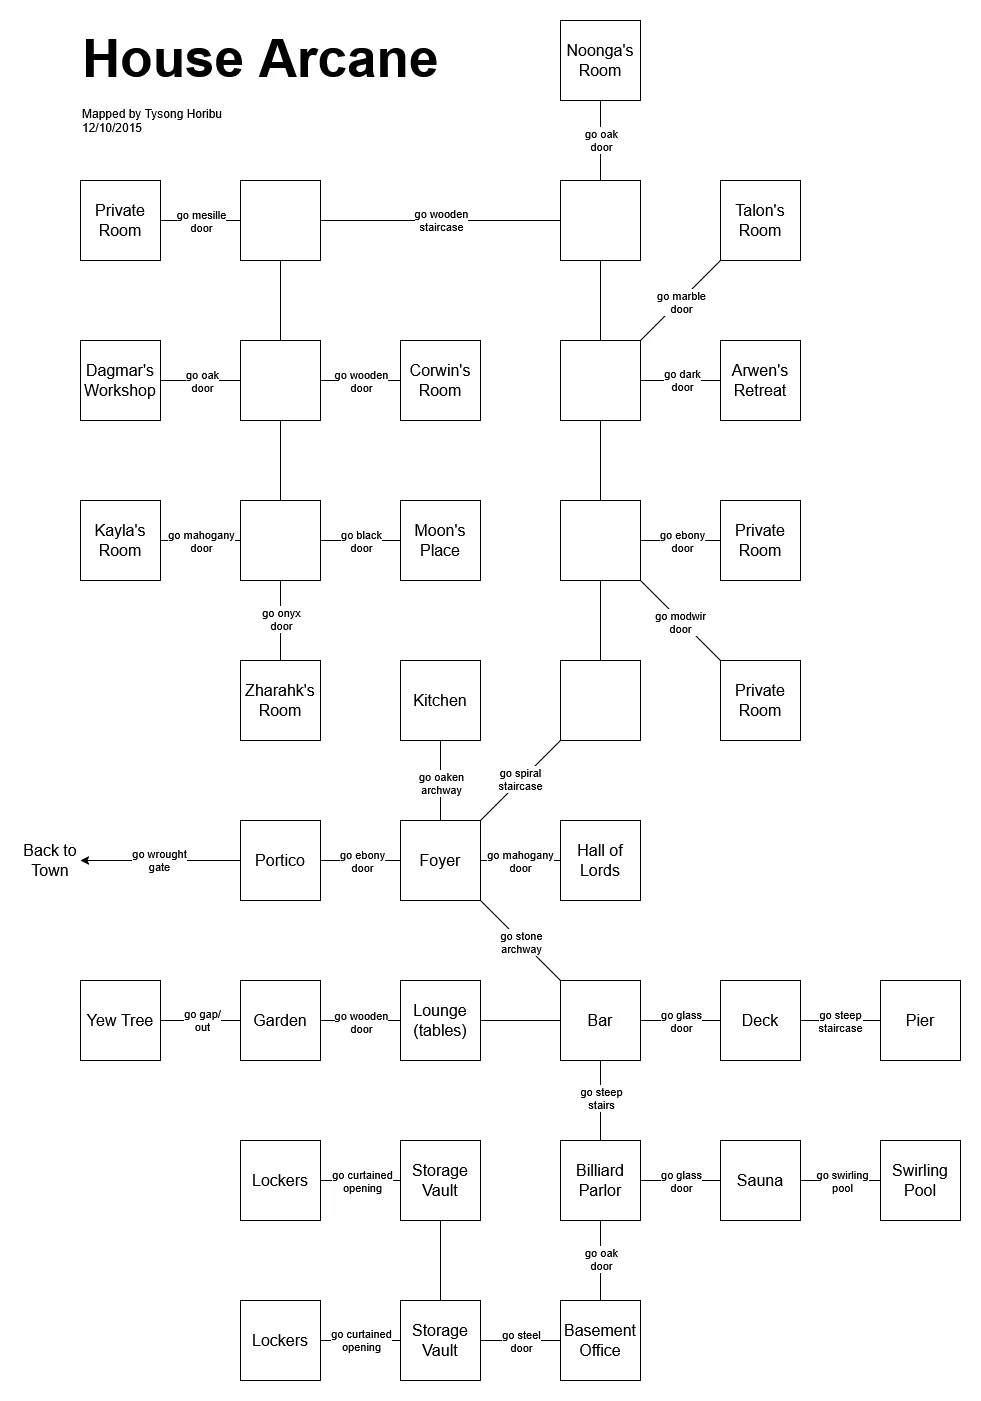 House Arcane
Mapped by Tysong Horibu
12/10/2015
Noonga's
Room
go oak
door
Private
Room
go mesille
door
go wooden
staircase
Talon's
Room
go marble
door
Dagmar's
Workshop
go oak
door
go wooden
door
Corwin's
Room
go dark
door
Arwen's
Retreat
Kayla's
Room
go mahogany
door
go black
door
Moon's
Place
go ebony
door
Private
Room
go onyx
door
go modwir
door
Zharahk's
Room
Kitchen
Private
Room
go oaken
archway
go spiral
staircase
Back to
Town
go wrought
gate
Portico
go ebony
door
Foyer
go mahogany
door
Hall of
Lords
go stone
archway
Yew Tree
go gap/
out
Garden
go wooden
door
Lounge
(tables)
Bar
go glass
door
Deck
go steep
staircase
Pier
go steep
stairs
Lockers
go curtained
opening
Storage
Vault
Billiard
Parlor
go glass
door
Sauna
go swirling
pool
Swirling
Pool
go oak
door
Lockers
go curtained
opening
Storage
Vault
go steel
door
Basement
Office